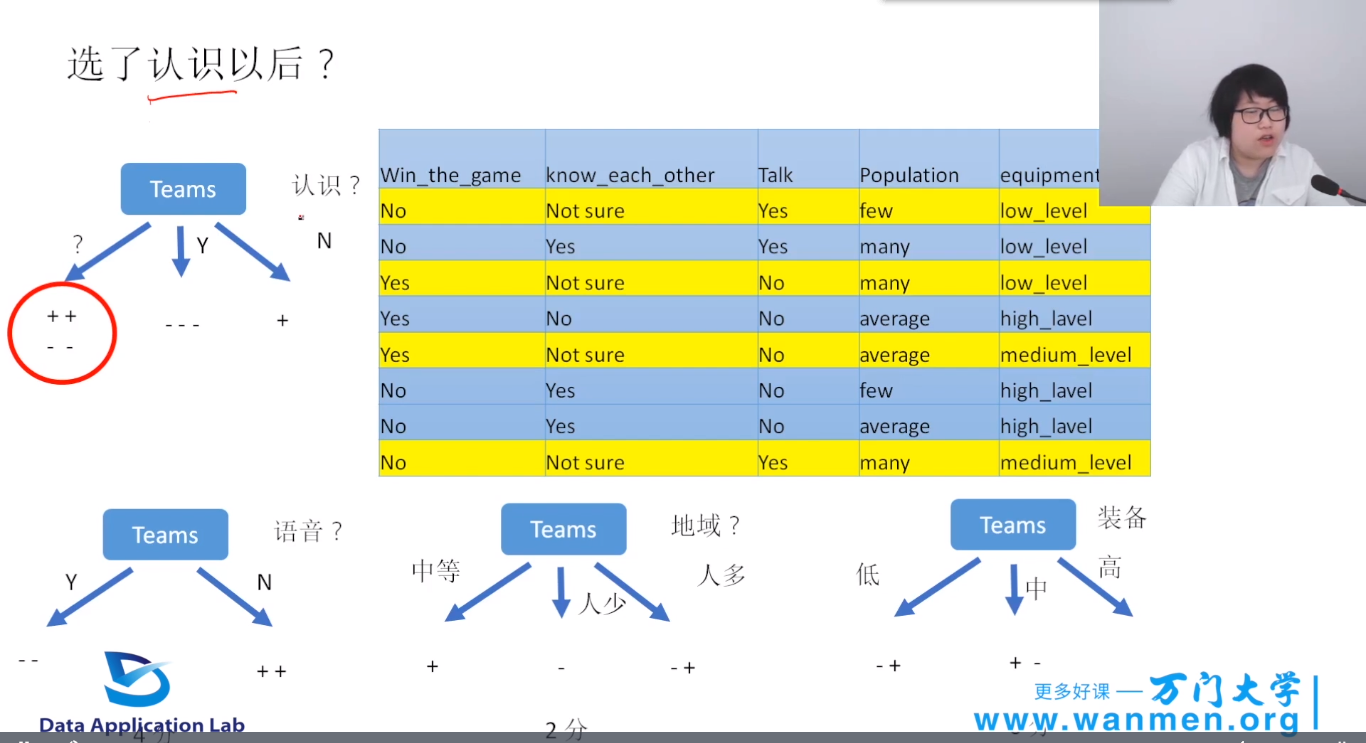 选了认识以后？
Teams
认识？
？
Y
N
+ +
- -
- - -
+
Win_the_game know_each_other Talk Population equipment
No Not sure Yes few low_level
No Yes Yes many low_level
Yes Not sure No many low_level
Yes No No average high_lavel
Yes Not sure No average medium_level
No Yes No few high_lavel
No Yes No average high_lavel
No Not sure Yes many medium_level
Teams
语音？
Y
N
- -
+ +
Teams
地域？
中等
人少
人多
+
-
- +
2 分
Teams
装备
低
中
高
- +
+ -
Data Application Lab
更多好课 — 万门大学
www.wanmen.org